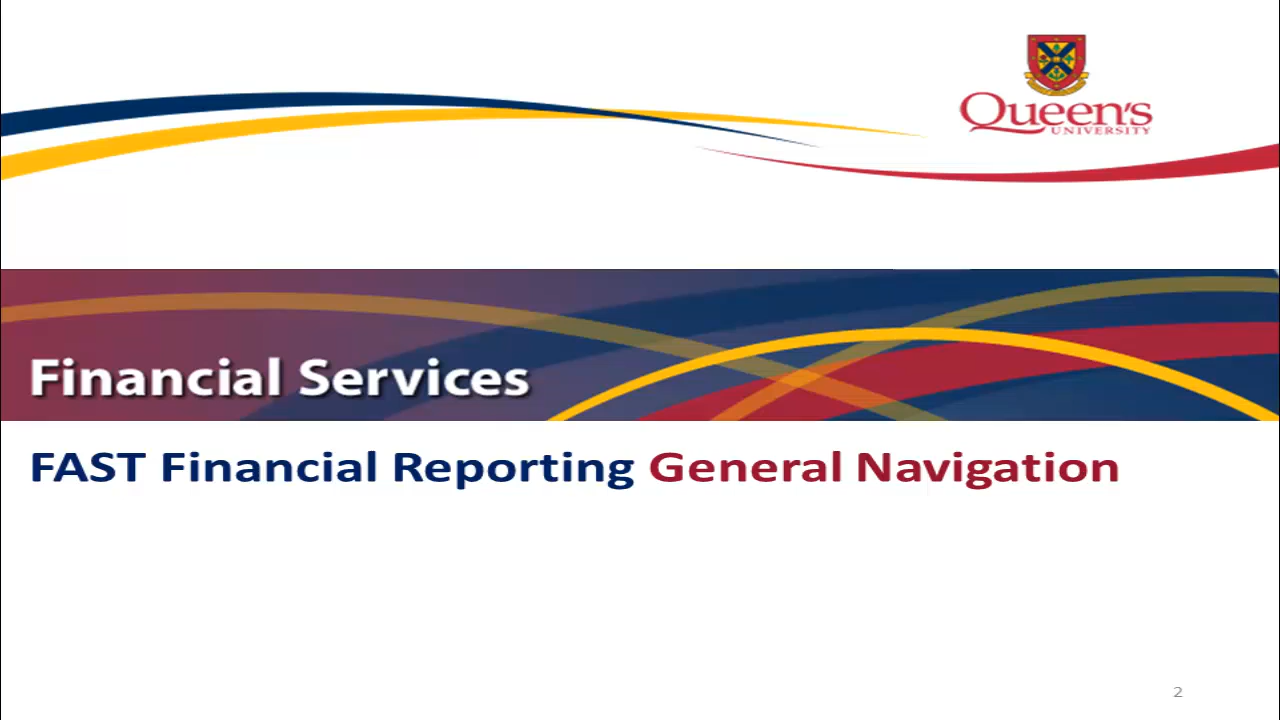 Queen's
UNIVERSITY
Financial Services
FAST Financial Reporting General Navigation
2